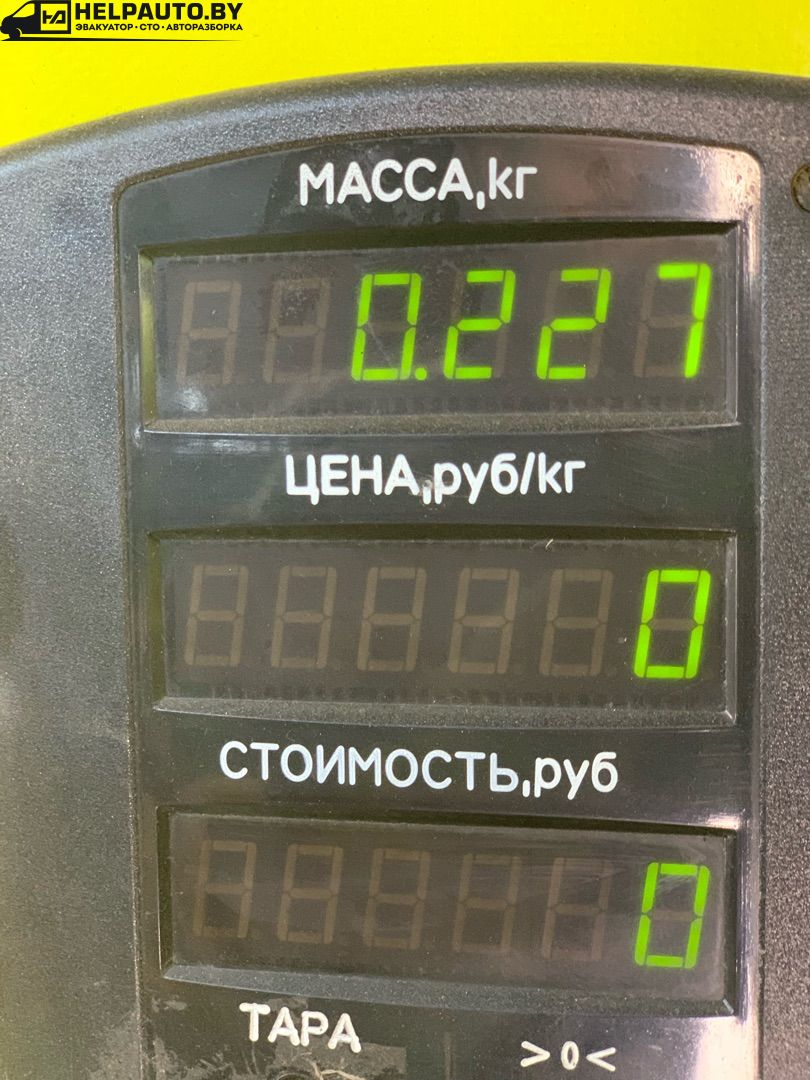 HELPAUTO.BY
ЭВАКУАТОР • СТО • АВТОРАЗБОРКА
МАССА,кг
0.227
ЦЕНА,руб/кг
0
СТОИМОСТЬ,руб
0
ТАРА
>0<